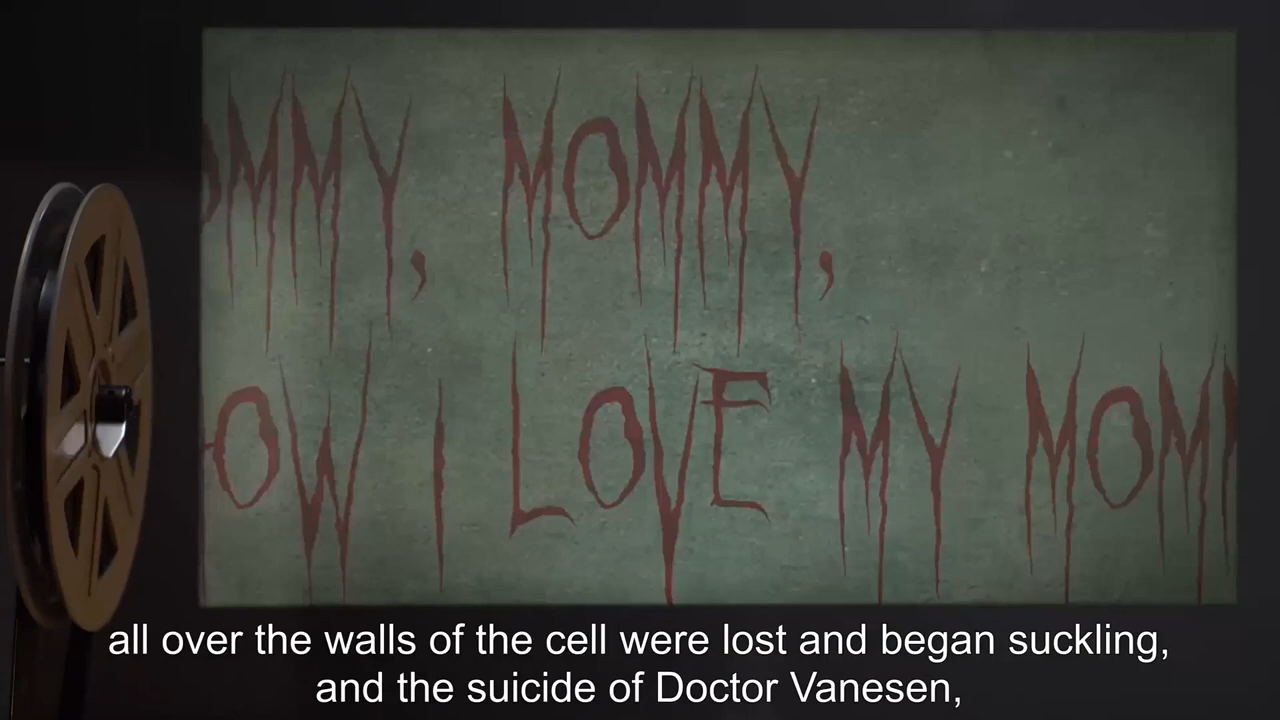 OMMY, MOMMY,
OW I LOVE MY MOM
all over the walls of the cell were lost and began suckling,
and the suicide of Doctor Vanesen,